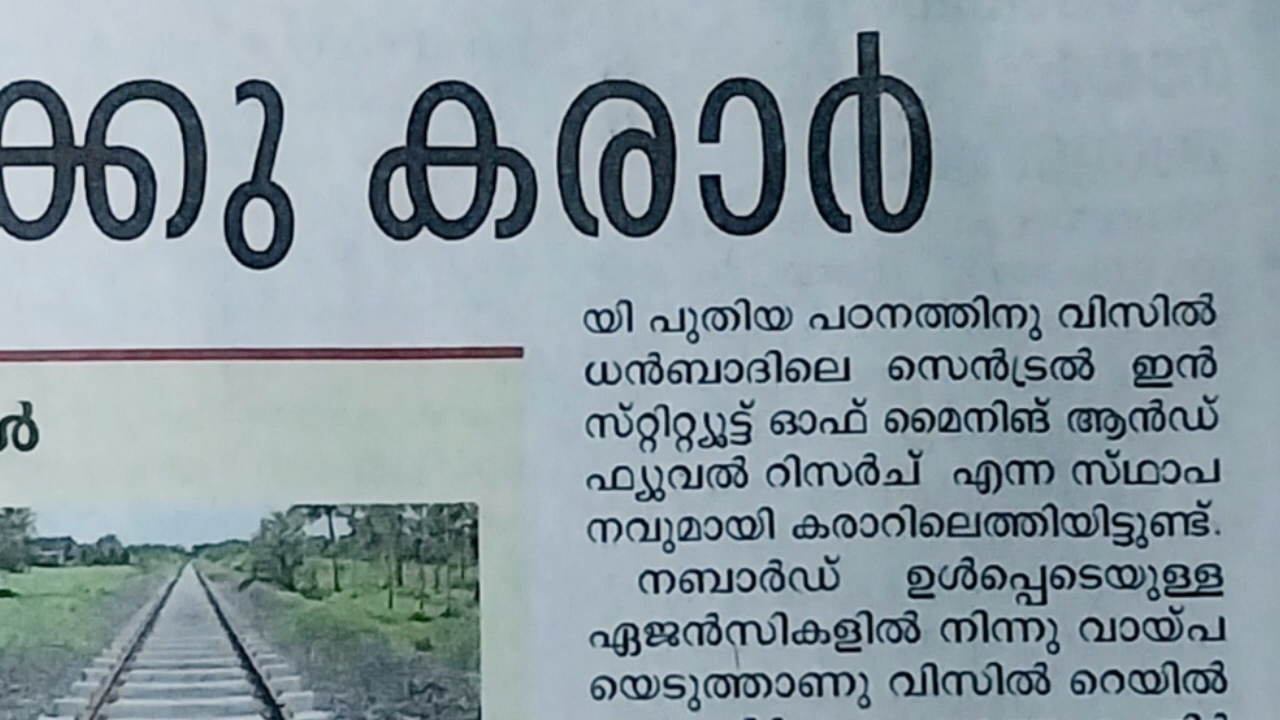 ക്കു കരാർ
യി പുതിയ പഠനത്തിനു വിസിൽ
ധൻബാദിലെ സെൻട്രൽ ഇൻ
സ്റ്റിറ്റ്യൂട്ട് ഓഫ് മൈനിങ് ആൻഡ്
ഫ്യുവൽ റിസർച് എന്ന സ്ഥാപ
നവുമായി കരാറിലെത്തിയിട്ടുണ്ട്.
നബാർഡ് ഉൾപ്പെടെയുള്ള
ഏജൻസികളിൽ നിന്നു വായ്പ
യെടുത്താണു വിസിൽ റെയിൽ